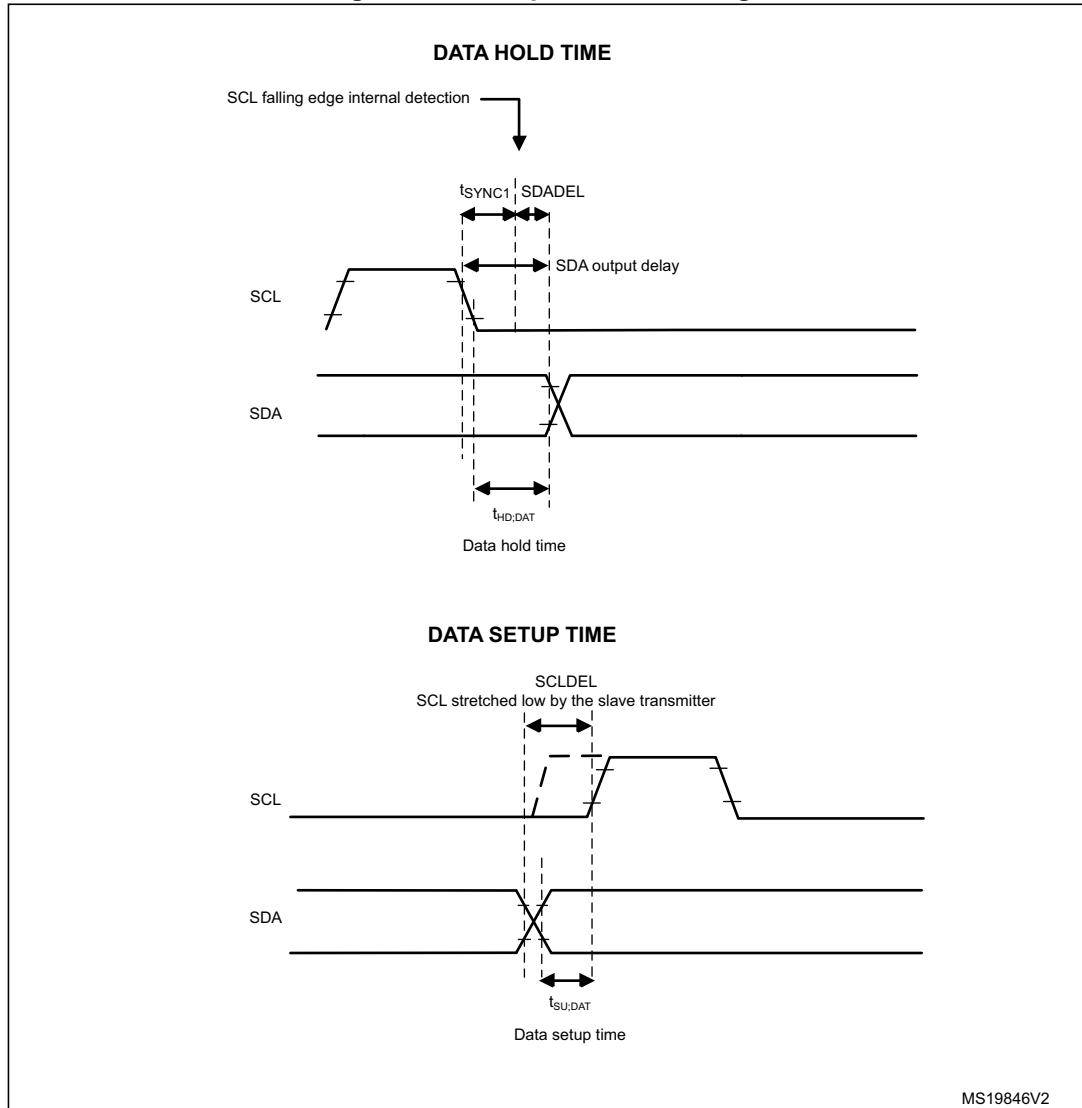 DATA HOLD TIME
SCL falling edge internal detection
tSYNC1 SDADEL
SDA output delay
SCL
SDA
tHD;DAT
Data hold time
DATA SETUP TIME
SCLDEL
SCL stretched low by the slave transmitter
SCL
SDA
tSU;DAT
Data setup time
MS19846V2